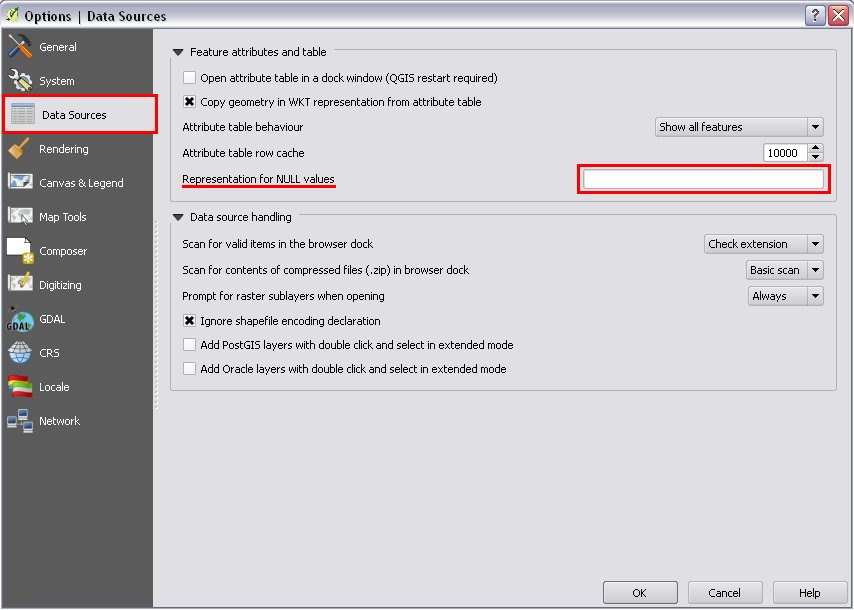 Options | Data Sources
?
General
System
Data Sources
Rendering
Canvas & Legend
Map Tools
Composer
Digitizing
GDAL
GDAL
CRS
Locale
Network
Feature attributes and table
Open attribute table in a dock window (QGIS restart required)
Copy geometry in WKT representation from attribute table
Attribute table behaviour Show all features
Attribute table row cache 10000
Representation for NULL values
Data source handling
Scan for valid items in the browser dock Check extension
Scan for contents of compressed files (.zip) in browser dock Basic scan
Prompt for raster sublayers when opening Always
Ignore shapefile encoding declaration
Add PostGIS layers with double click and select in extended mode
Add Oracle layers with double click and select in extended mode
OK Cancel Help